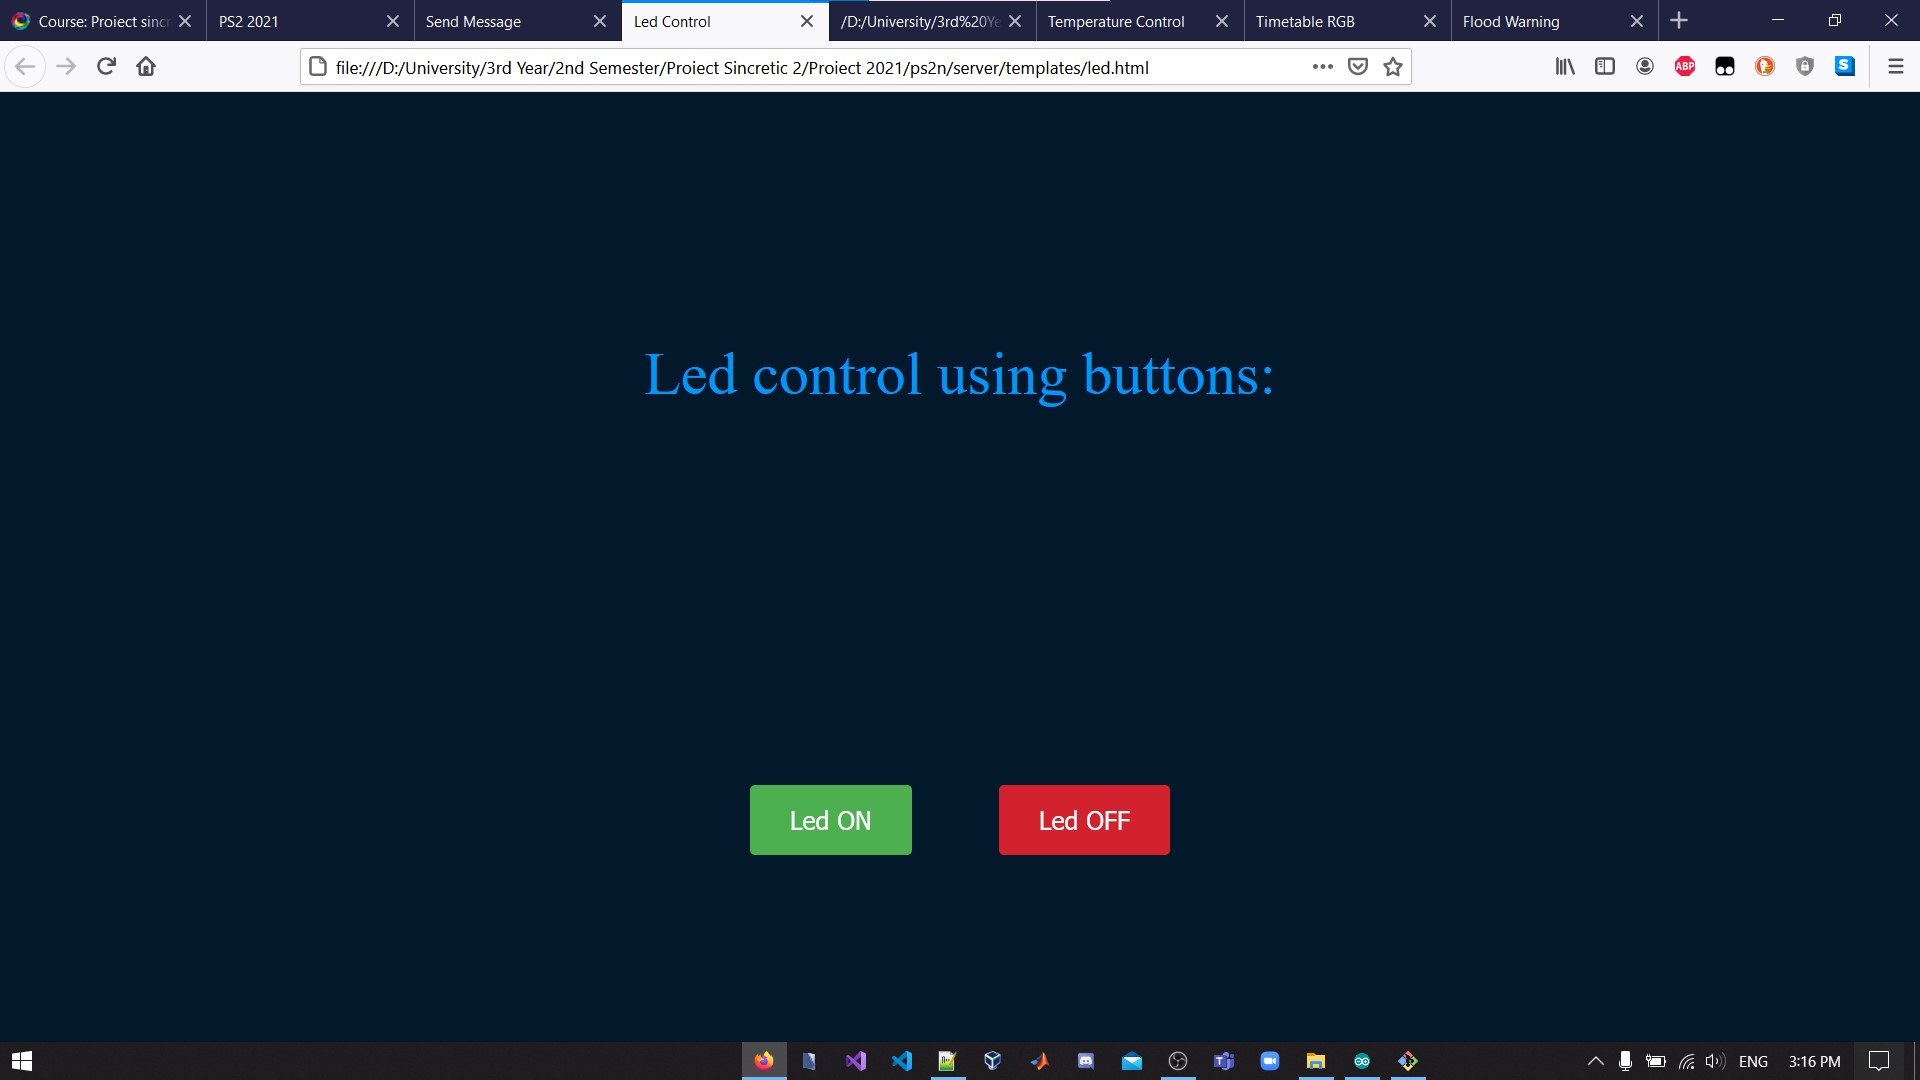 Course: Proiect sincr
PS2 2021
Send Message
Led Control
/D:/University/3rd%20Ye
Temperature Control
Timetable RGB
Flood Warning
file:///D:/University/3rd Year/2nd Semester/Proiect Sincretic 2/Proiect 2021/ps2n/server/templates/led.html
ABP
S
Led control using buttons:
Led ON
Led OFF
ENG
3:16 PM